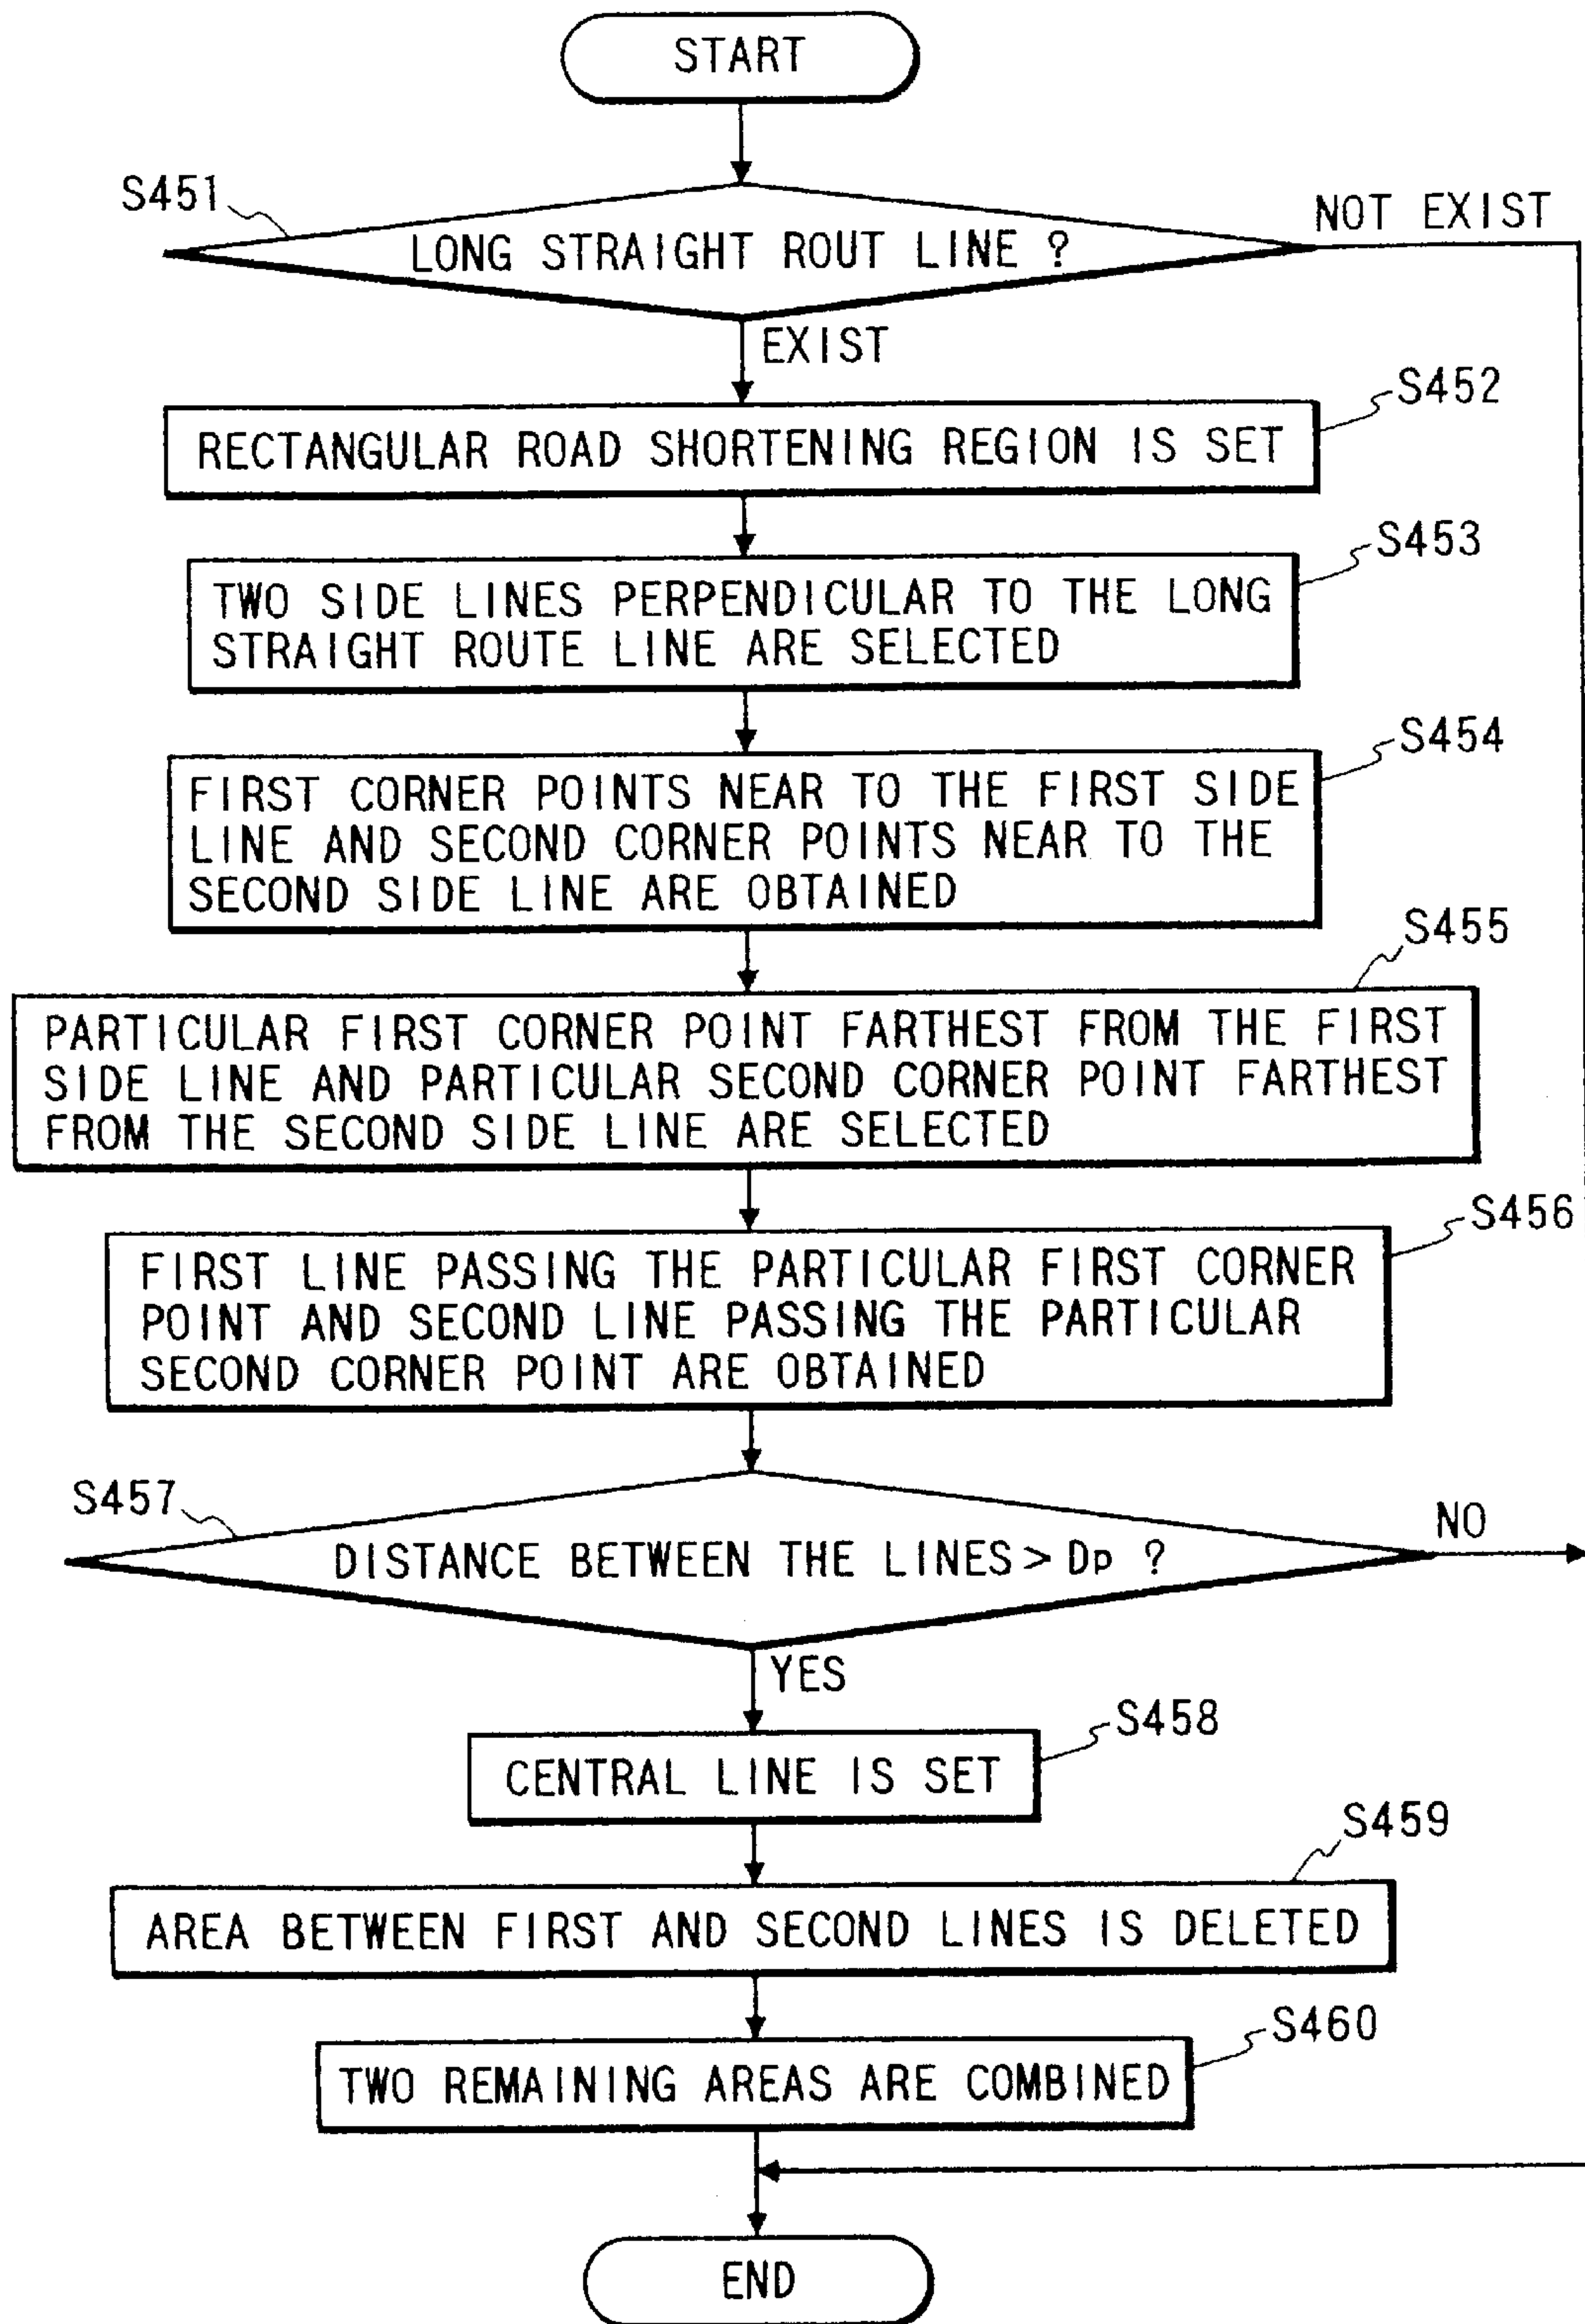 START
S451
LONG STRAIGHT ROUT LINE ?
NOT EXIST
EXIST
S452
RECTANGULAR ROAD SHORTENING REGION IS SET
S453
TWO SIDE LINES PERPENDICULAR TO THE LONG
STRAIGHT ROUTE LINE ARE SELECTED
S454
FIRST CORNER POINTS NEAR TO THE FIRST SIDE
LINE AND SECOND CORNER POINTS NEAR TO THE
SECOND SIDE LINE ARE OBTAINED
S455
PARTICULAR FIRST CORNER POINT FARTHEST FROM THE FIRST
SIDE LINE AND PARTICULAR SECOND CORNER POINT FARTHEST
FROM THE SECOND SIDE LINE ARE SELECTED
S456
FIRST LINE PASSING THE PARTICULAR FIRST CORNER
POINT AND SECOND LINE PASSING THE PARTICULAR
SECOND CORNER POINT ARE OBTAINED
S457
DISTANCE BETWEEN THE LINES > Dp ?
NO
YES
S458
CENTRAL LINE IS SET
S459
AREA BETWEEN FIRST AND SECOND LINES IS DELETED
S460
TWO REMAINING AREAS ARE COMBINED
END